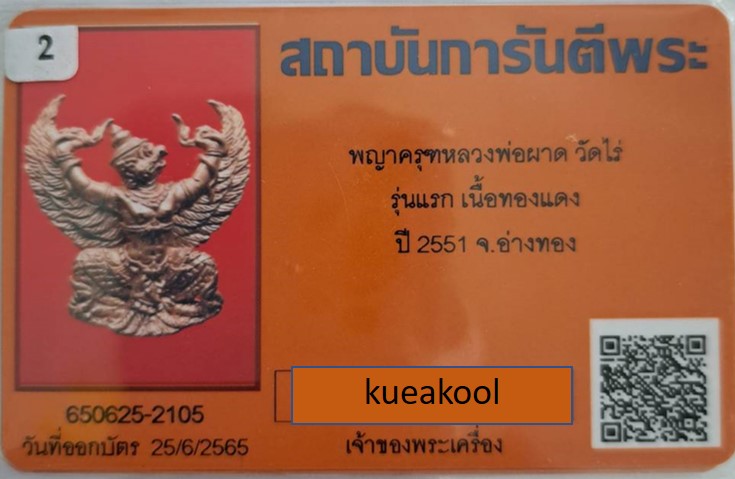 2
สถาบันการันตีพระ
พญาครุฑหลวงพ่อผาด วัดไร่
รุ่นแรก เนื้อทองแดง
ปี 2551 จ.อ่างทอง
kueakool
650625-2105
วันที่ออกบัตร 25/6/2565
เจ้าของพระเครื่อง